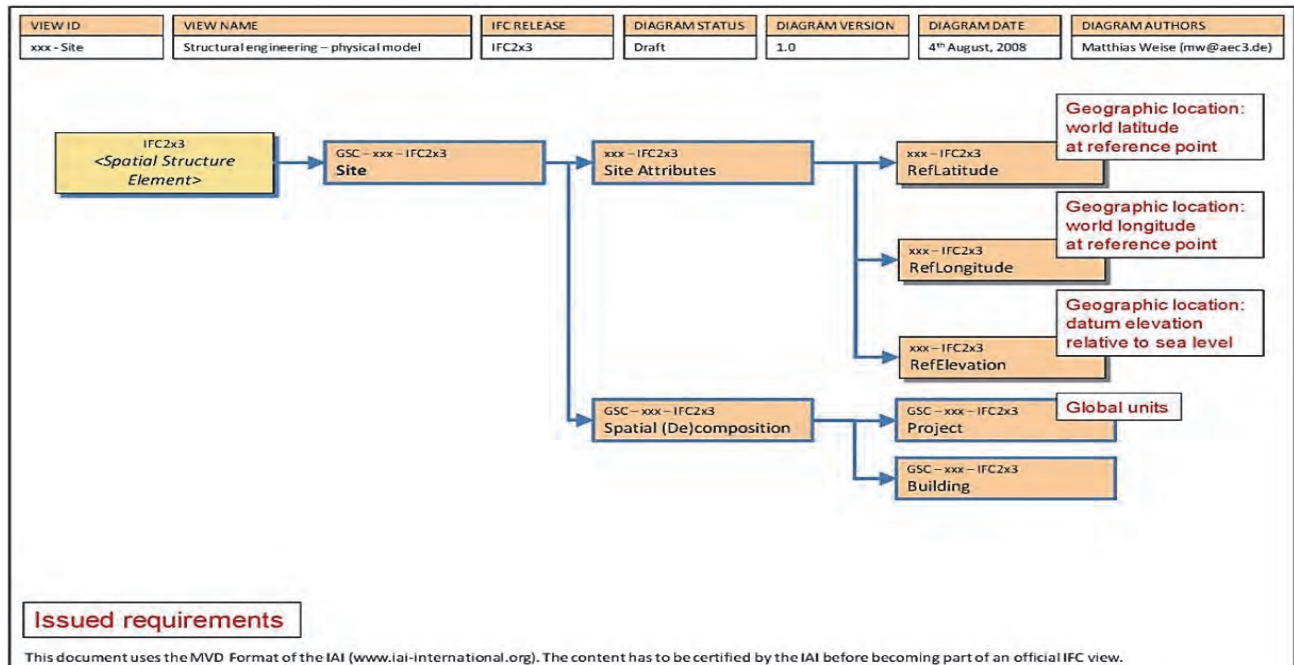 VIEW ID
VIEW NAME
IFC RELEASE
DIAGRAM STATUS
DIAGRAM VERSION
DIAGRAM DATE
DIAGRAM AUTHORS
xxx - Site
Structural engineering – physical model
IFC2x3
Draft
1.0
4th August, 2008
Matthias Weise (mw@aec3.de)
IFC2x3
<Spatial Structure
Element>
GSC – xxx – IFC2x3
Site
xxx – IFC2x3
Site Attributes
xxx – IFC2x3
RefLatitude
Geographic location:
world latitude
at reference point
xxx – IFC2x3
RefLongitude
Geographic location:
world longitude
at reference point
xxx – IFC2x3
RefElevation
Geographic location:
datum elevation
relative to sea level
GSC – xxx – IFC2x3
Spatial (De)composition
GSC – xxx – IFC2x3
Project
Global units
GSC – xxx – IFC2x3
Building
Issued requirements
This document uses the MVD Format of the IAI (www.iai-international.org). The content has to be certified by the IAI before becoming part of an official IFC view.